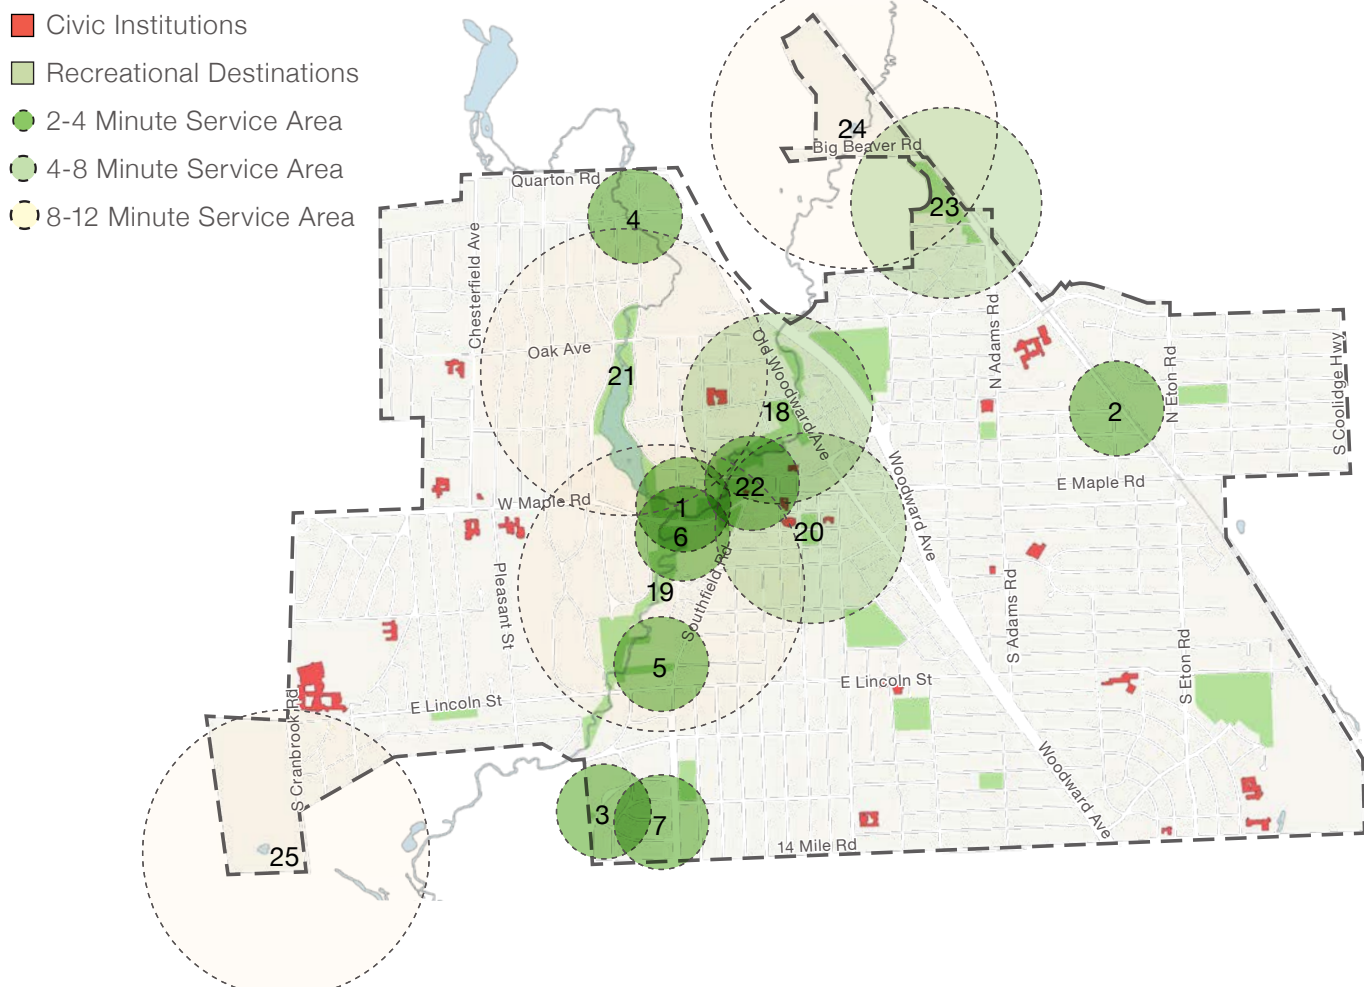 Civic Institutions
Recreational Destinations
2-4 Minute Service Area
4-8 Minute Service Area
8-12 Minute Service Area
24
Big Beaver Rd
Quarton Rd
4
23
Chesterfield Ave
N Adams Rd
Oak Ave
Old Woodward Ave
21
18
2
N Eton Rd
S Coolidge Hwy
W Maple Rd
1
22
E Maple Rd
Woodward Ave
6
20
19
Southfield Rd
Pleasant St
S Adams Rd
5
E Lincoln St
S Eton Rd
E Lincoln St
S Cranbrook Rd
Woodward Ave
3
7
14 Mile Rd
25